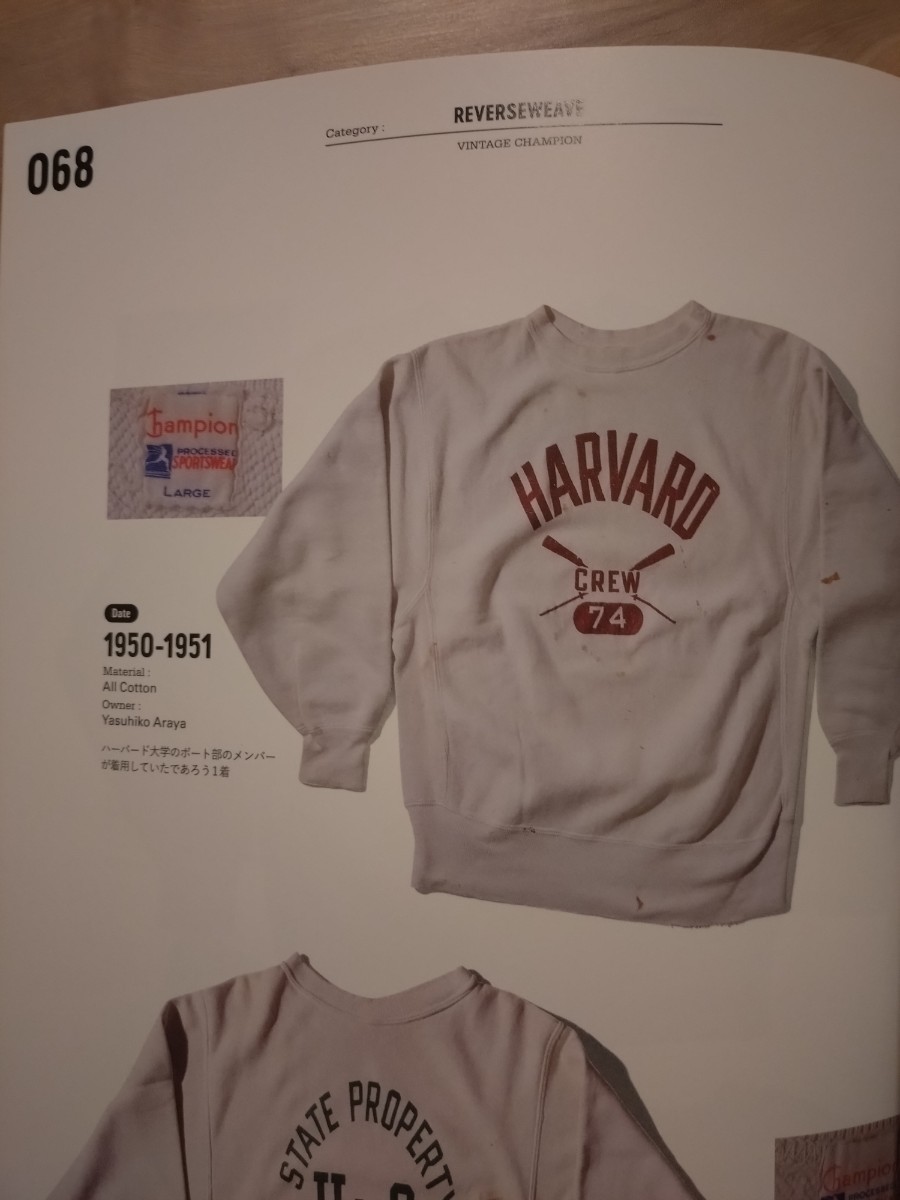 068
Category :
REVERSEWEAVE
VINTAGE CHAMPION
Champion
PROCESSED
SPORTSWEAR
LARGE
HARVARD
CREW
74
Date
1950-1951
Material :
All Cotton
Owner :
Yasuhiko Araya
ハーバード大学のボート部のメンバー
が着用していたであろう1着
STATE PROPERTY
Champion